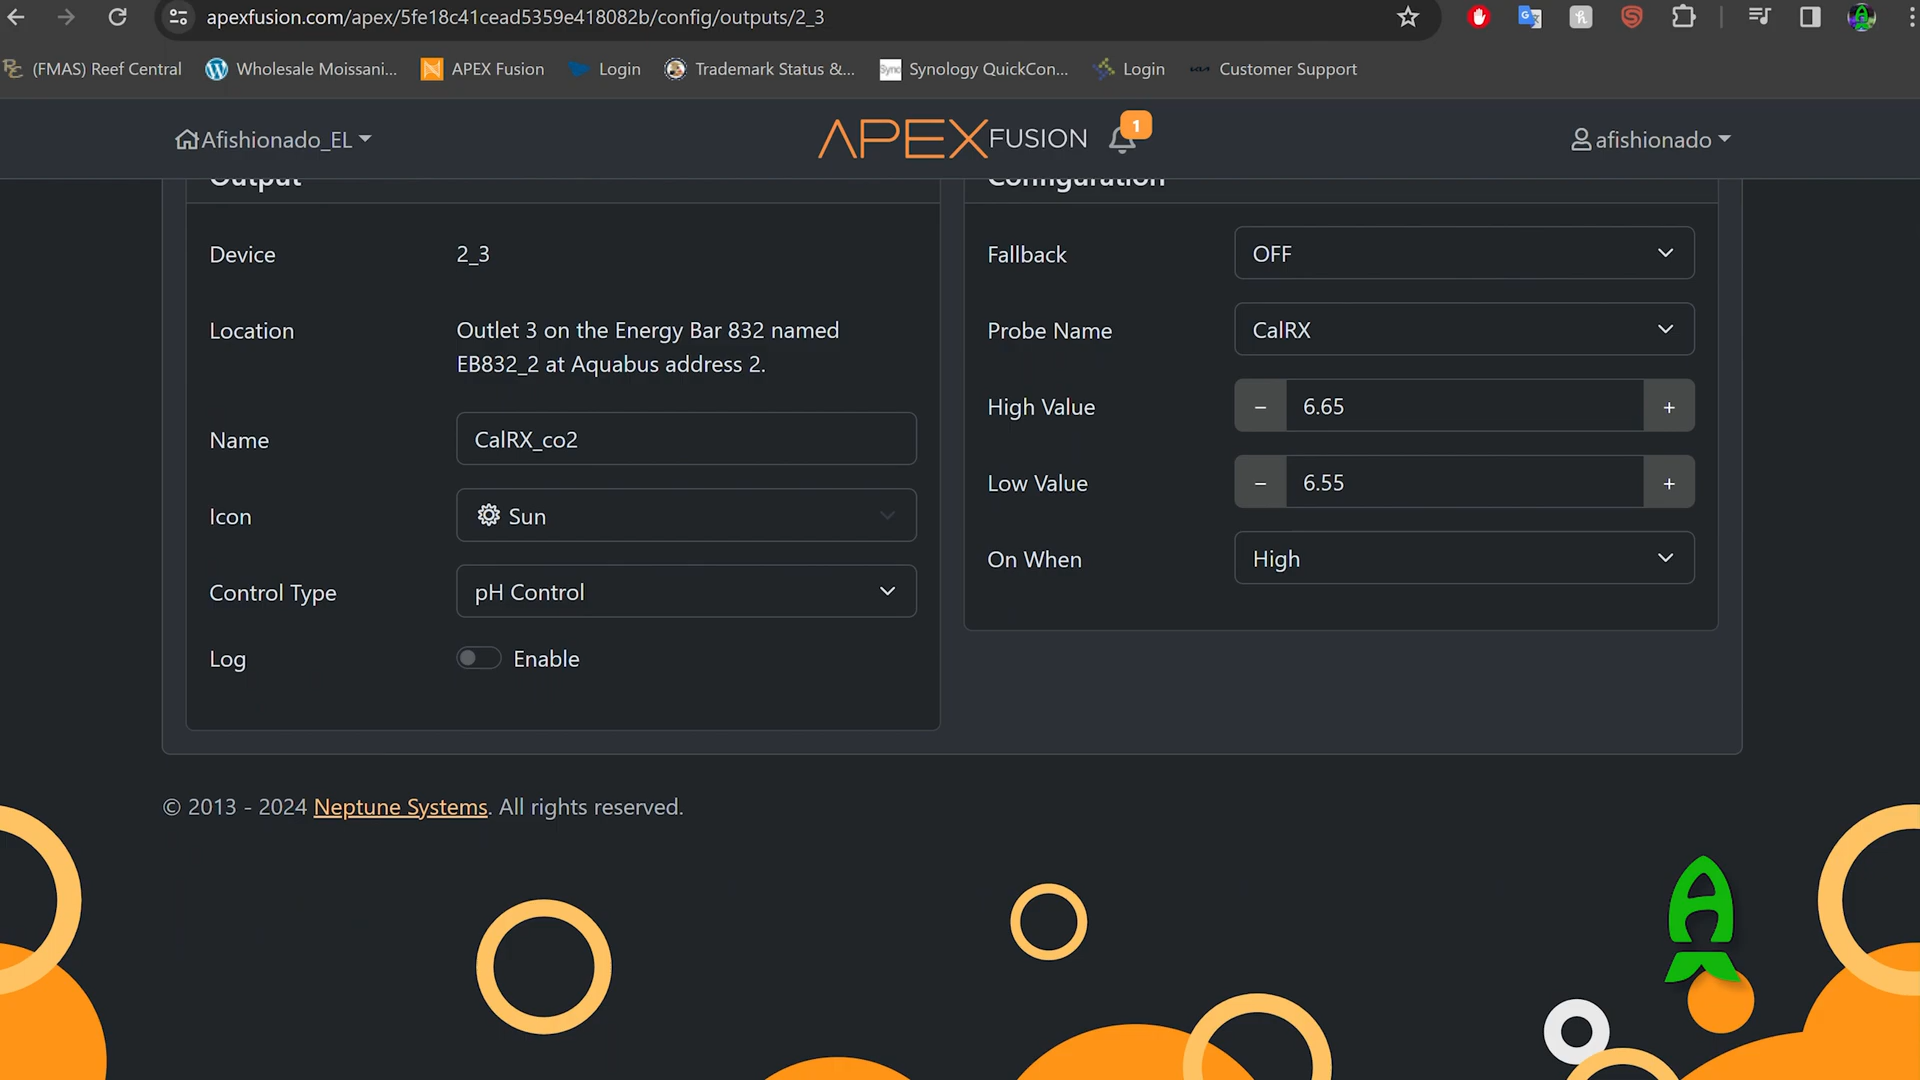 apexfusion.com/apex/5fe18c41cead5359e418082b/config/outputs/2_3
(FMAS) Reef Central
Wholesale Moissani...
APEX Fusion
Login
Trademark Status &...
Sync
Synology QuickCon...
Login
Customer Support
Afishionado_EL
APEX FUSION
1
afishionado
Output
Configuration
Device
2_3
Location
Outlet 3 on the Energy Bar 832 named
EB832_2 at Aquabus address 2.
Name
CalRX_co2
Icon
Sun
Control Type
pH Control
Log
Enable
Fallback
OFF
Probe Name
CalRX
High Value
− 6.65 +
Low Value
− 6.55 +
On When
High
© 2013 - 2024 Neptune Systems. All rights reserved.